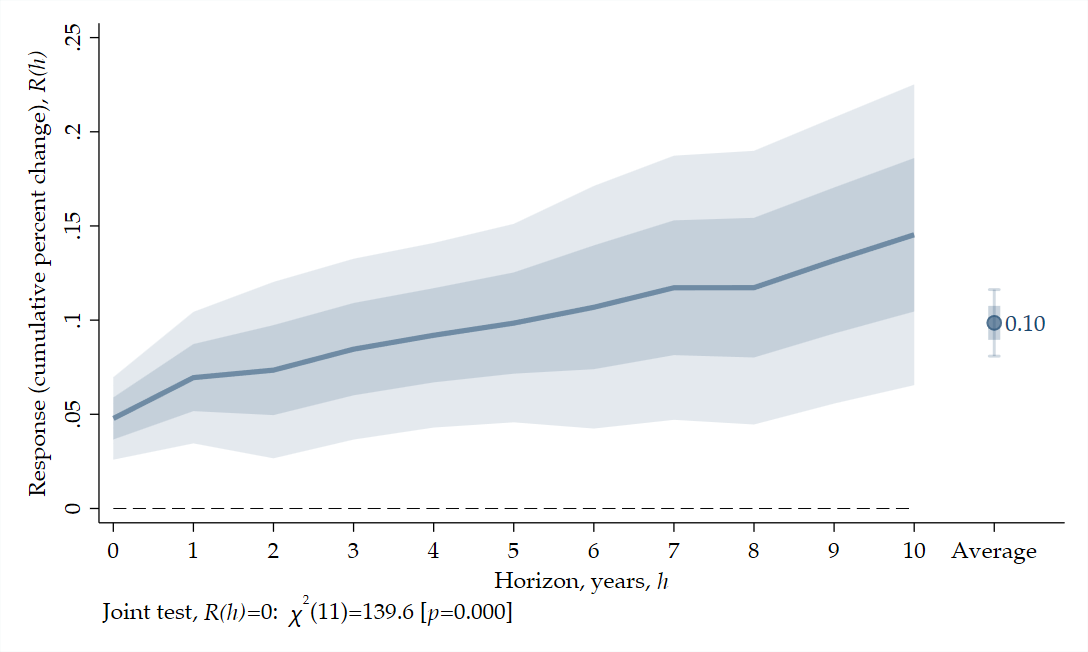 Response (cumulative percent change), R(h)
.25
.2
.15
.1
.05
0
0.10
0 1 2 3 4 5 6 7 8 9 10 Average
Horizon, years, h
Joint test, R(h)=0: χ²(11)=139.6 [p=0.000]